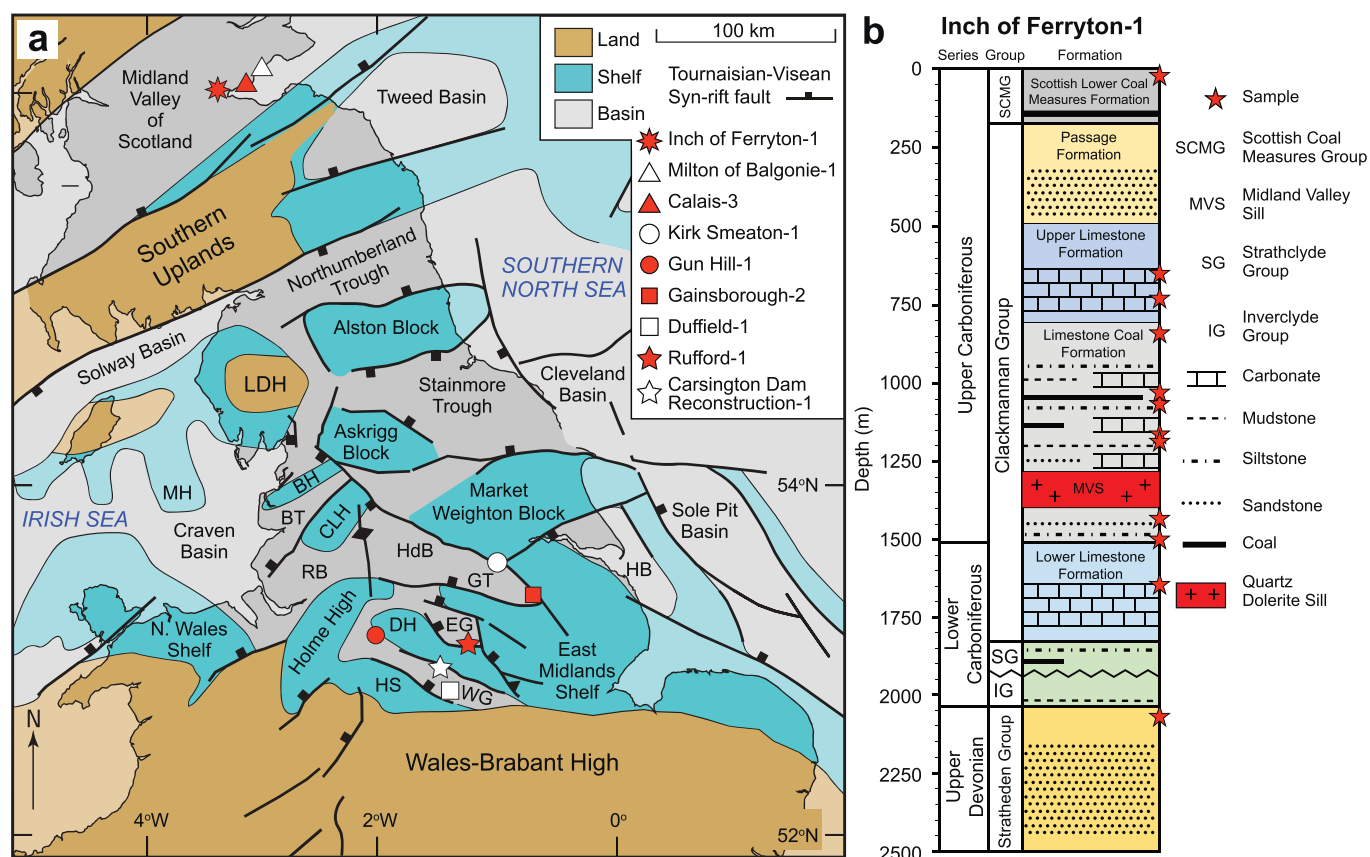 a
Land
Shelf
Basin
100 km
Tournaisian-Visean
Syn-rift fault
Inch of Ferryton-1
Milton of Balgonie-1
Calais-3
Kirk Smeaton-1
Gun Hill-1
Gainsborough-2
Duffield-1
Rufford-1
Carsington Dam
Reconstruction-1
Midland
Valley
of
Scotland
Tweed Basin
Southern
Uplands
Northumberland
Trough
SOUTHERN
NORTH SEA
Solway Basin
Alston Block
LDH
Stainmore
Trough
Cleveland
Basin
Askrigg
Block
MH
BH
BT
CLH
Market
Weighton Block
54°N
IRISH SEA
Craven
Basin
Sole Pit
Basin
HdB
RB
GT
HB
N. Wales
Shelf
Holme High
DH
EG
East
Midlands
Shelf
HS
WG
N
Wales-Brabant High
4°W
2°W
0°
52°N
b
Inch of Ferryton-1
Series
Group
Formation
Depth (m)
0
250
500
750
1000
1250
1500
1750
2000
2250
2500
Upper Carboniferous
Lower
Carboniferous
Upper
Devonian
SCMG
Clackmannan Group
SG
IG
Stratheden Group
Scottish Lower Coal
Measures Formation
Passage
Formation
Upper Limestone
Formation
Limestone Coal
Formation
MVS
Lower Limestone
Formation
Sample
SCMG
Scottish Coal
Measures Group
MVS
Midland Valley
Sill
SG
Strathclyde
Group
IG
Inverclyde
Group
Carbonate
Mudstone
Siltstone
Sandstone
Coal
Quartz
Dolerite Sill